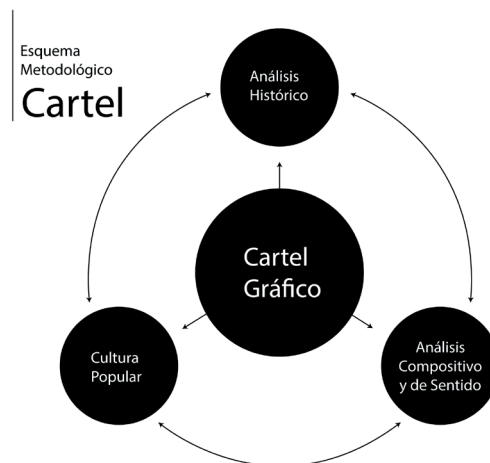 Esquema
Metodológico
Cartel
Análisis
Histórico
Cartel
Gráfico
Cultura
Popular
Análisis
Compositivo
y de Sentido